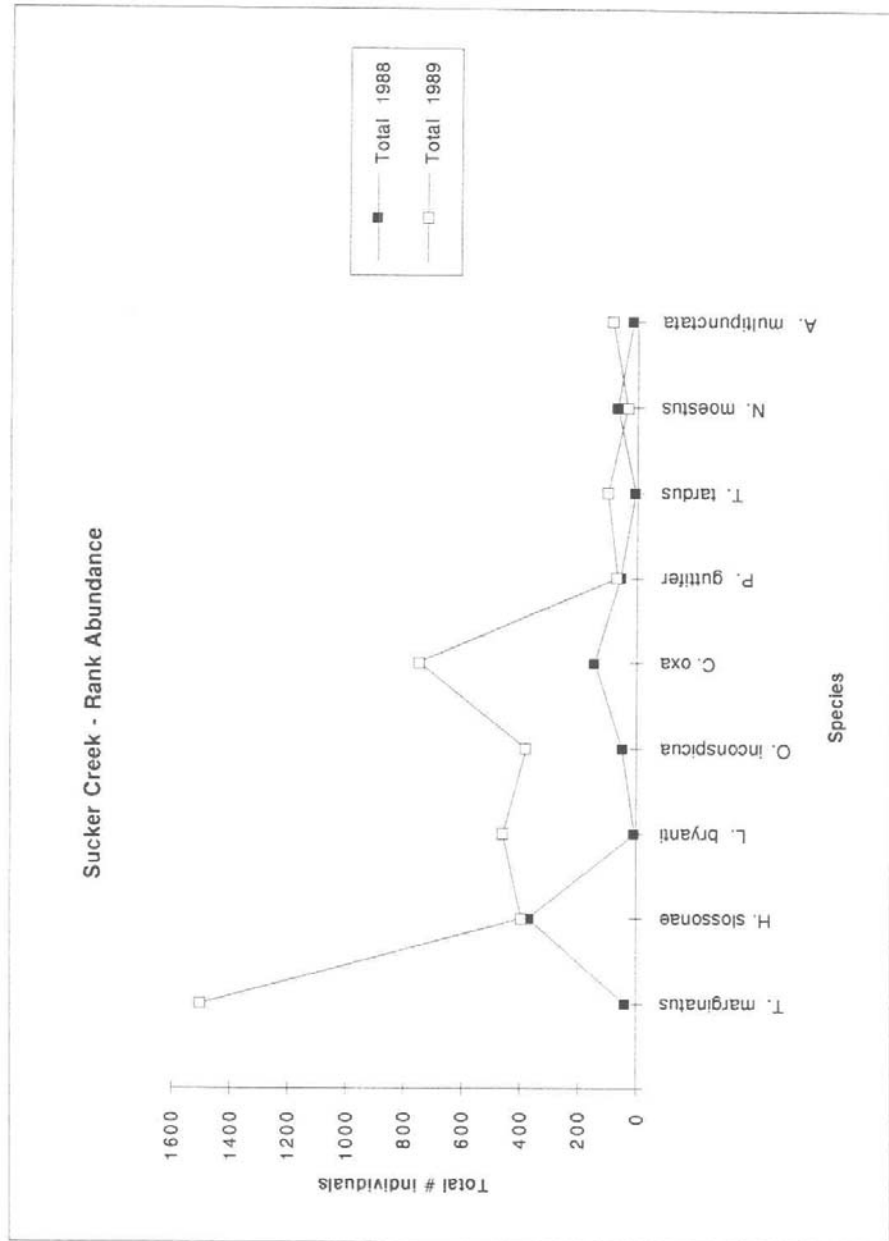 Sucker Creek - Rank Abundance
Total 1988
Total 1989
1600
1400
1200
1000
800
600
400
200
0
Total # individuals
T. marginatus
H. slossonae
L. bryanti
O. inconspicua
C. oxa
P. guttifer
T. tardus
N. moestus
A. multipunctata
Species